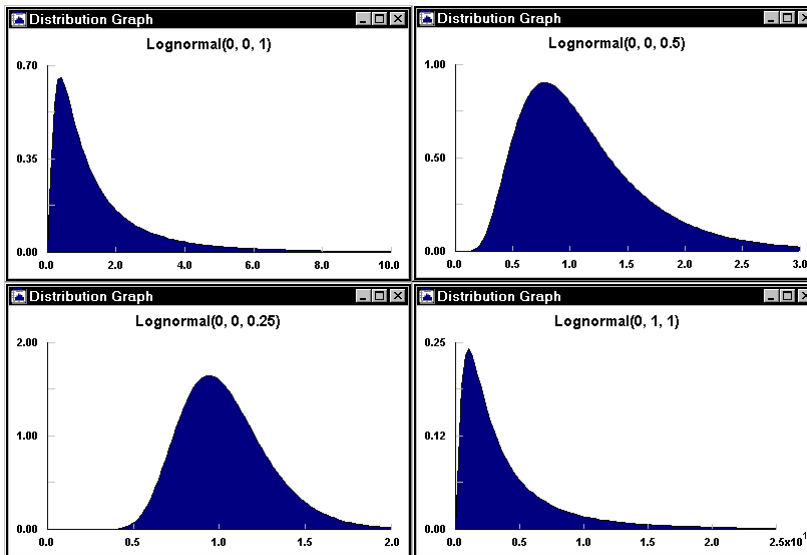 Distribution Graph
Lognormal(0, 0, 1)
0.70
0.35
0.00
0.0 2.0 4.0 6.0 8.0 10.0
Distribution Graph
Lognormal(0, 0, 0.5)
1.00
0.50
0.00
0.0 0.5 1.0 1.5 2.0 2.5 3.0
Distribution Graph
Lognormal(0, 0, 0.25)
2.00
1.00
0.00
0.0 0.5 1.0 1.5 2.0
Distribution Graph
Lognormal(0, 1, 1)
0.25
0.12
0.00
0.0 0.5 1.0 1.5 2.0 2.5x10